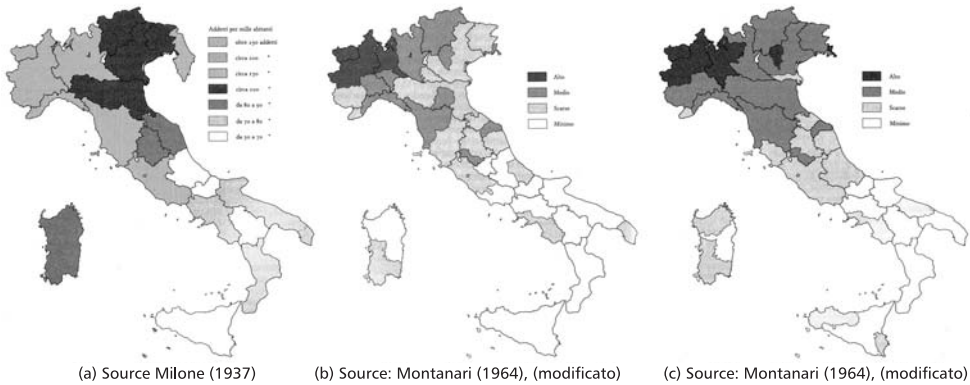 Addetti per mille abitanti
oltre 250 addetti
circa 200 "
circa 150 "
circa 100 "
da 80 a 90 "
da 70 a 80 "
da 50 a 70 "
Alto
Medio
Scarso
Minimo
Alto
Medio
Scarso
Minimo
(a) Source Milone (1937)
(b) Source: Montanari (1964), (modificato)
(c) Source: Montanari (1964), (modificato)